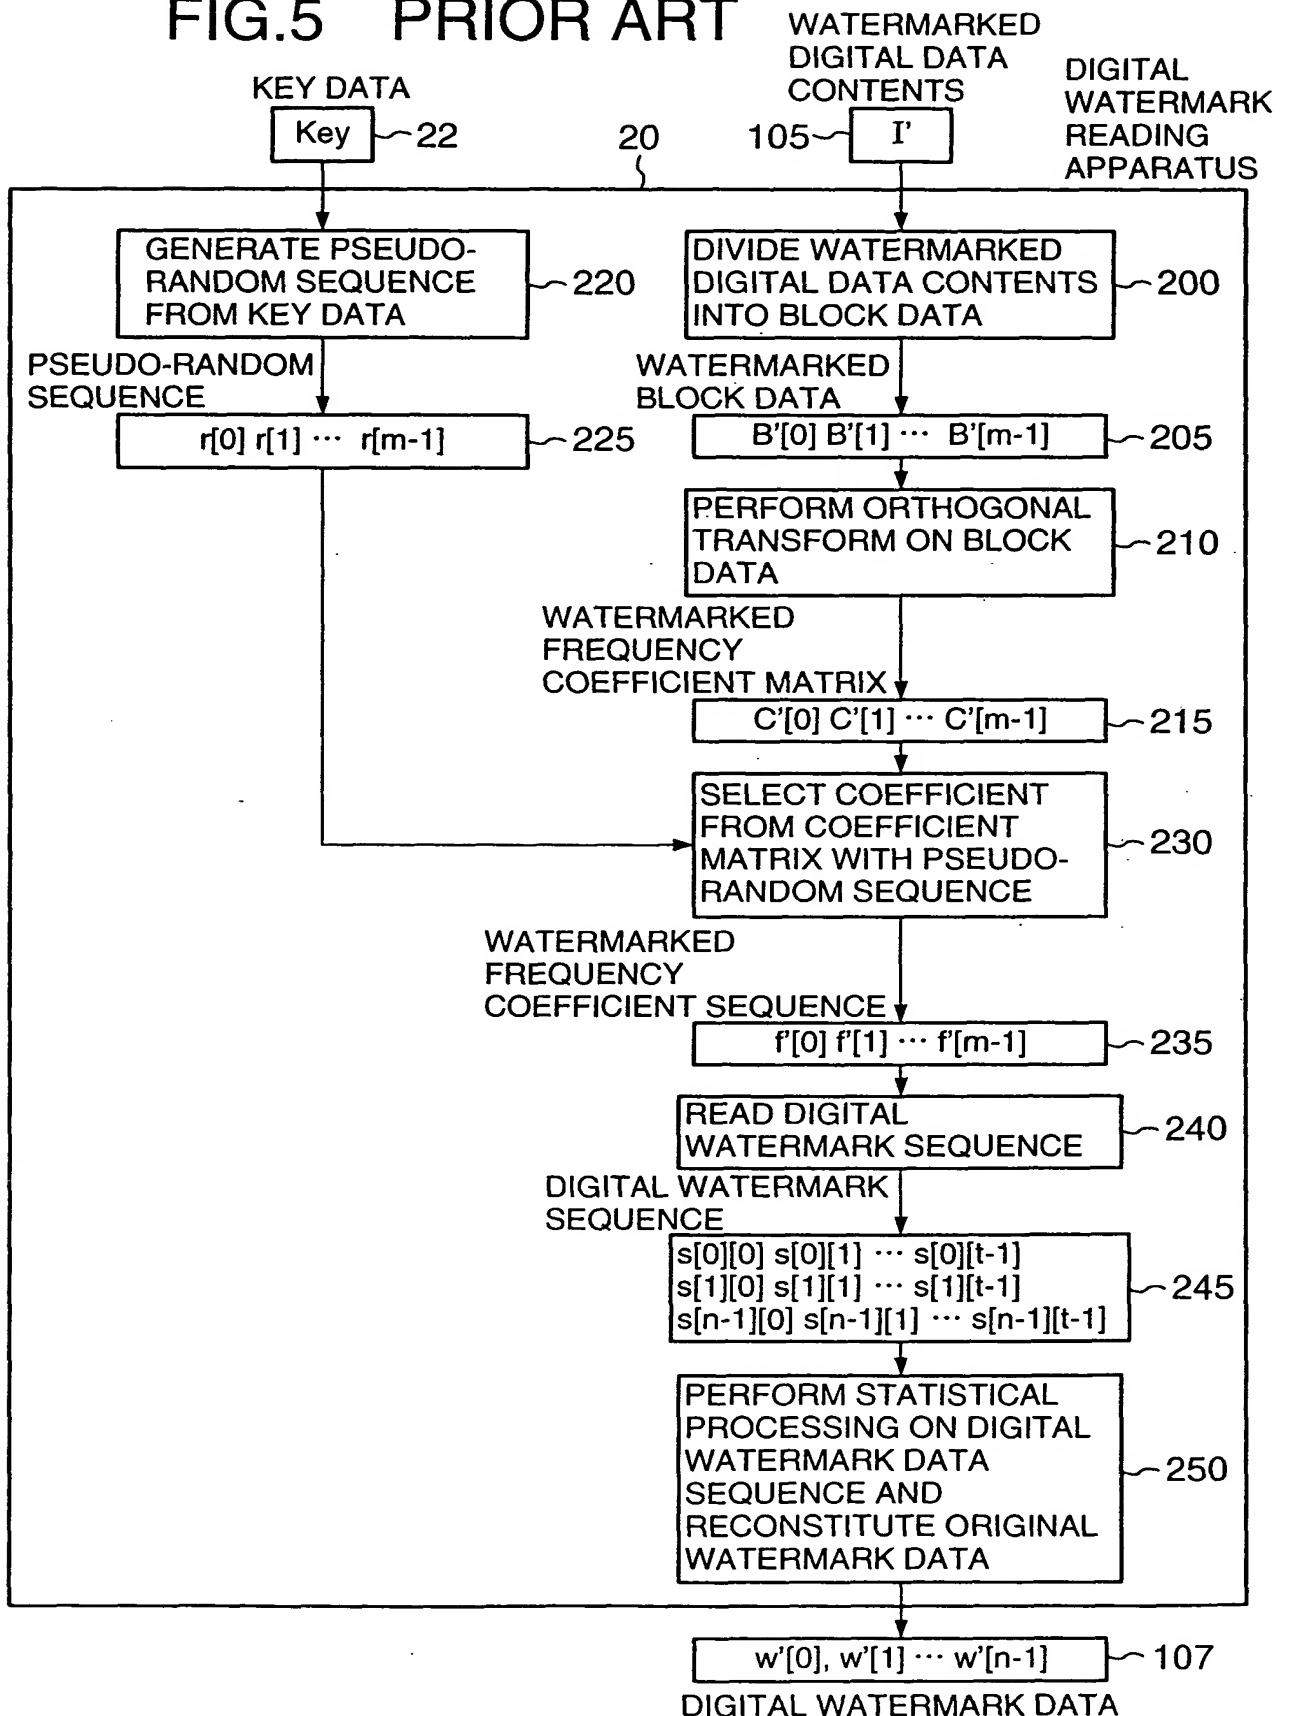 FIG.5 PRIOR ART
WATERMARKED
DIGITAL DATA
CONTENTS
DIGITAL
WATERMARK
READING
APPARATUS
KEY DATA
Key
22
20
105
I'
GENERATE PSEUDO-
RANDOM SEQUENCE
FROM KEY DATA
220
DIVIDE WATERMARKED
DIGITAL DATA CONTENTS
INTO BLOCK DATA
200
PSEUDO-RANDOM
SEQUENCE
r[0] r[1] ··· r[m-1]
225
WATERMARKED
BLOCK DATA
B'[0] B'[1] ··· B'[m-1]
205
PERFORM ORTHOGONAL
TRANSFORM ON BLOCK
DATA
210
WATERMARKED
FREQUENCY
COEFFICIENT MATRIX
C'[0] C'[1] ··· C'[m-1]
215
SELECT COEFFICIENT
FROM COEFFICIENT
MATRIX WITH PSEUDO-
RANDOM SEQUENCE
230
WATERMARKED
FREQUENCY
COEFFICIENT SEQUENCE
f'[0] f'[1] ··· f'[m-1]
235
READ DIGITAL
WATERMARK SEQUENCE
240
DIGITAL WATERMARK
SEQUENCE
s[0][0] s[0][1] ··· s[0][t-1]
s[1][0] s[1][1] ··· s[1][t-1]
s[n-1][0] s[n-1][1] ··· s[n-1][t-1]
245
PERFORM STATISTICAL
PROCESSING ON DIGITAL
WATERMARK DATA
SEQUENCE AND
RECONSTITUTE ORIGINAL
WATERMARK DATA
250
w'[0], w'[1] ··· w'[n-1]
107
DIGITAL WATERMARK DATA